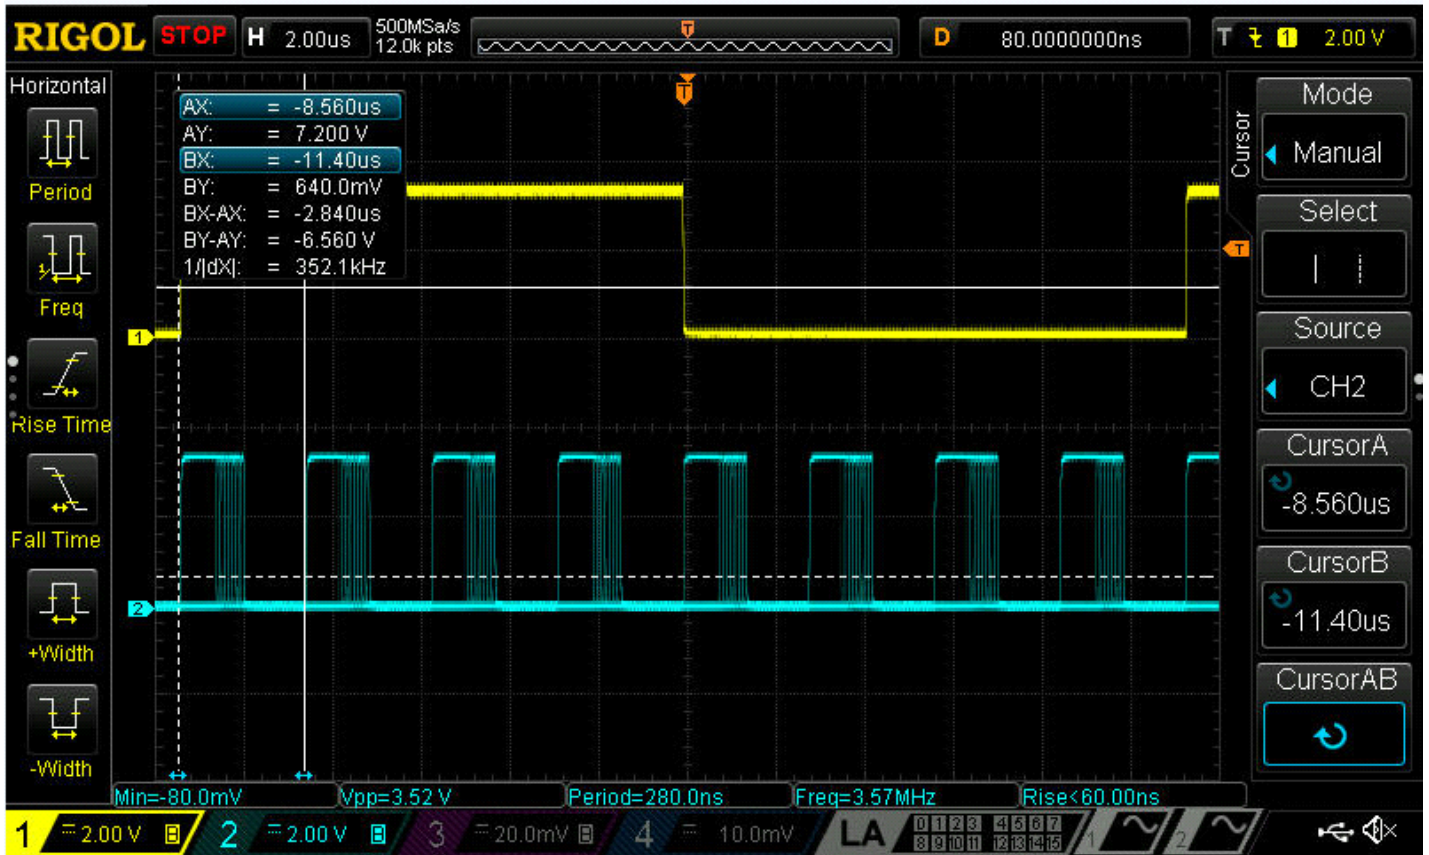 RIGOL STOP H 2.00us 500MSa/s 12.0k pts T D 80.0000000ns T 1 2.00 V
Horizontal
Period
Freq
Rise Time
Fall Time
+Width
-Width
T
AX: = -8.560us
AY: = 7.200 V
BX: = -11.40us
BY: = 640.0mV
BX-AX: = -2.840us
BY-AY: = -6.560 V
1/|dX|: = 352.1kHz
T
1
2
Cursor
Mode
Manual
Select
Source
CH2
CursorA
-8.560us
CursorB
-11.40us
CursorAB
Min=-80.0mV Vpp=3.52 V Period=280.0ns Freq=3.57MHz Rise<60.00ns
1 = 2.00 V B 2 = 2.00 V B 3 = 20.0mV B 4 = 10.0mV LA 0 1 2 3 4 5 6 7 1 2
8 9 10 11 12 13 14 15